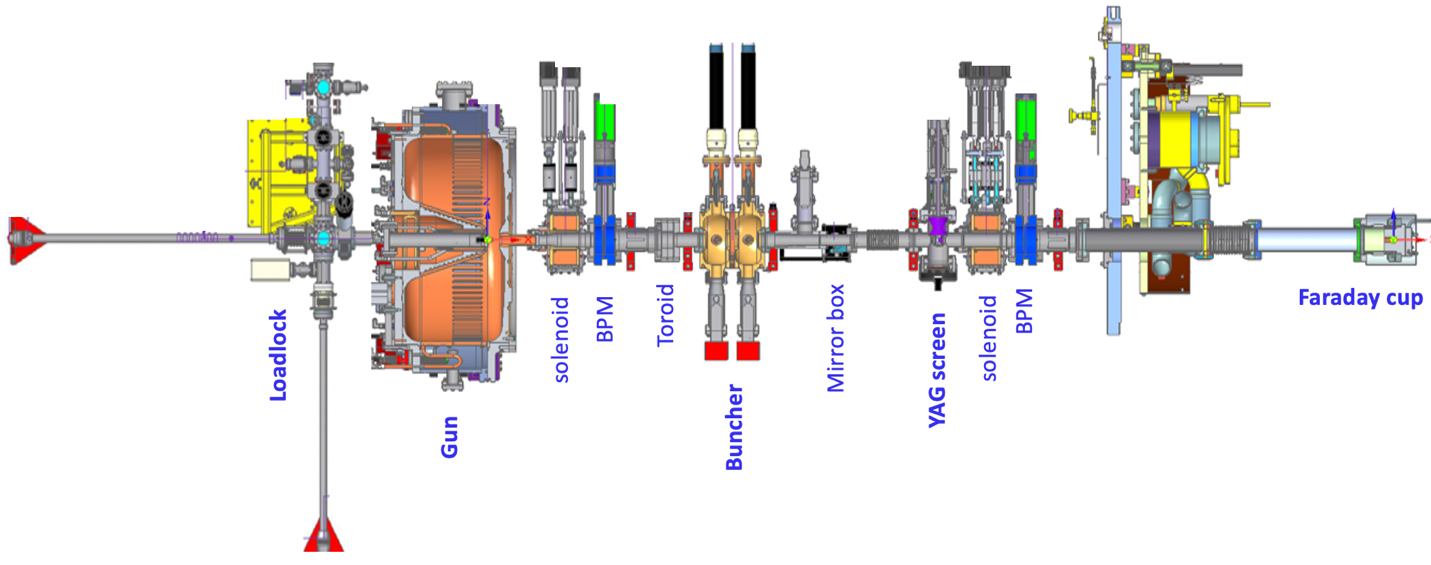 Loadlock
Gun
solenoid
BPM
Toroid
Buncher
Mirror box
YAG screen
solenoid
BPM
Faraday cup
Z
X